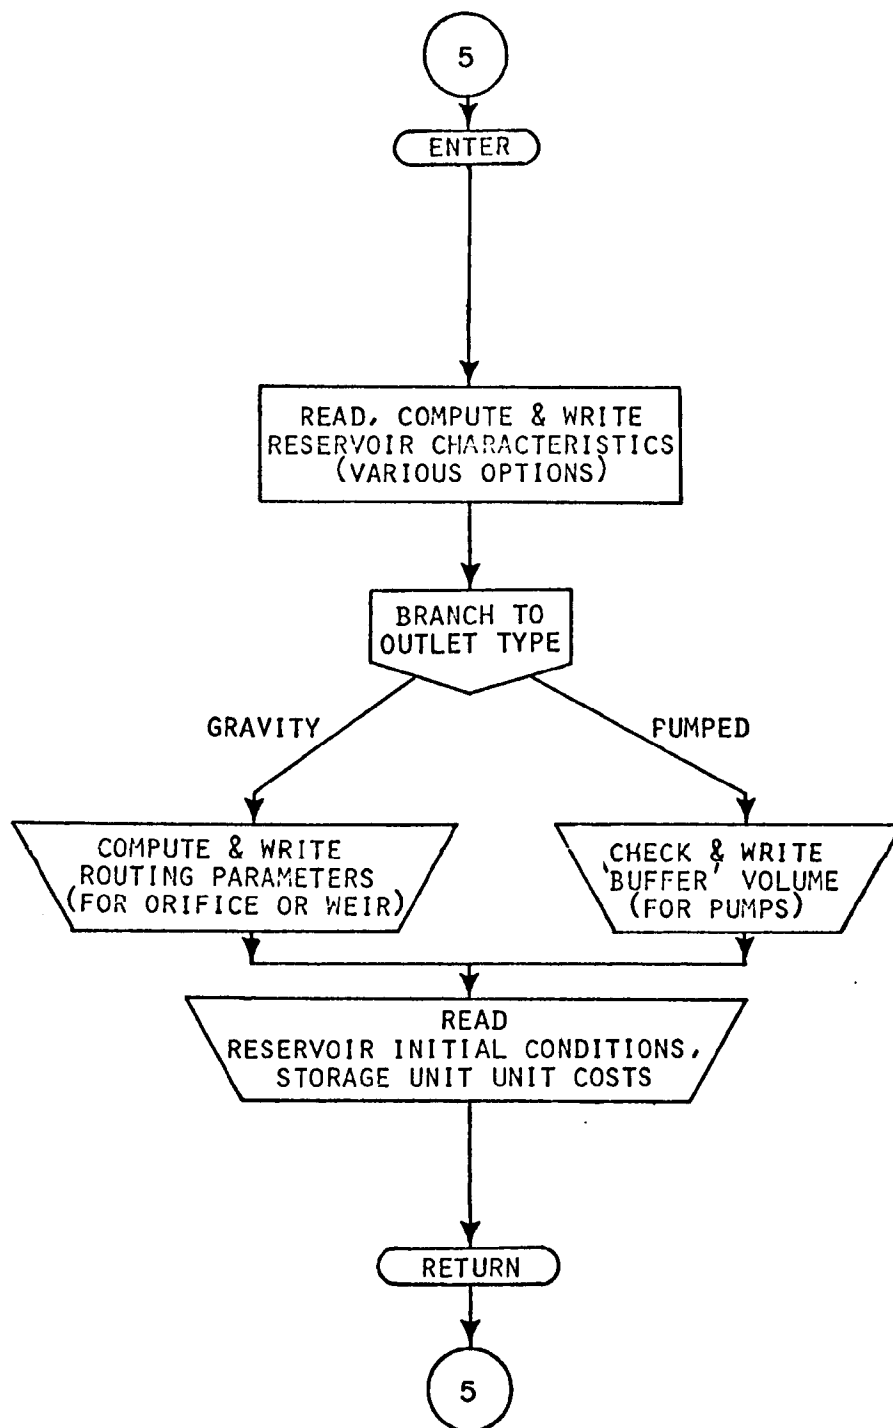 5
ENTER
READ, COMPUTE & WRITE
RESERVOIR CHARACTERISTICS
(VARIOUS OPTIONS)
BRANCH TO
OUTLET TYPE
GRAVITY
PUMPED
COMPUTE & WRITE
ROUTING PARAMETERS
(FOR ORIFICE OR WEIR)
CHECK & WRITE
'BUFFER' VOLUME
(FOR PUMPS)
READ
RESERVOIR INITIAL CONDITIONS,
STORAGE UNIT UNIT COSTS
RETURN
5